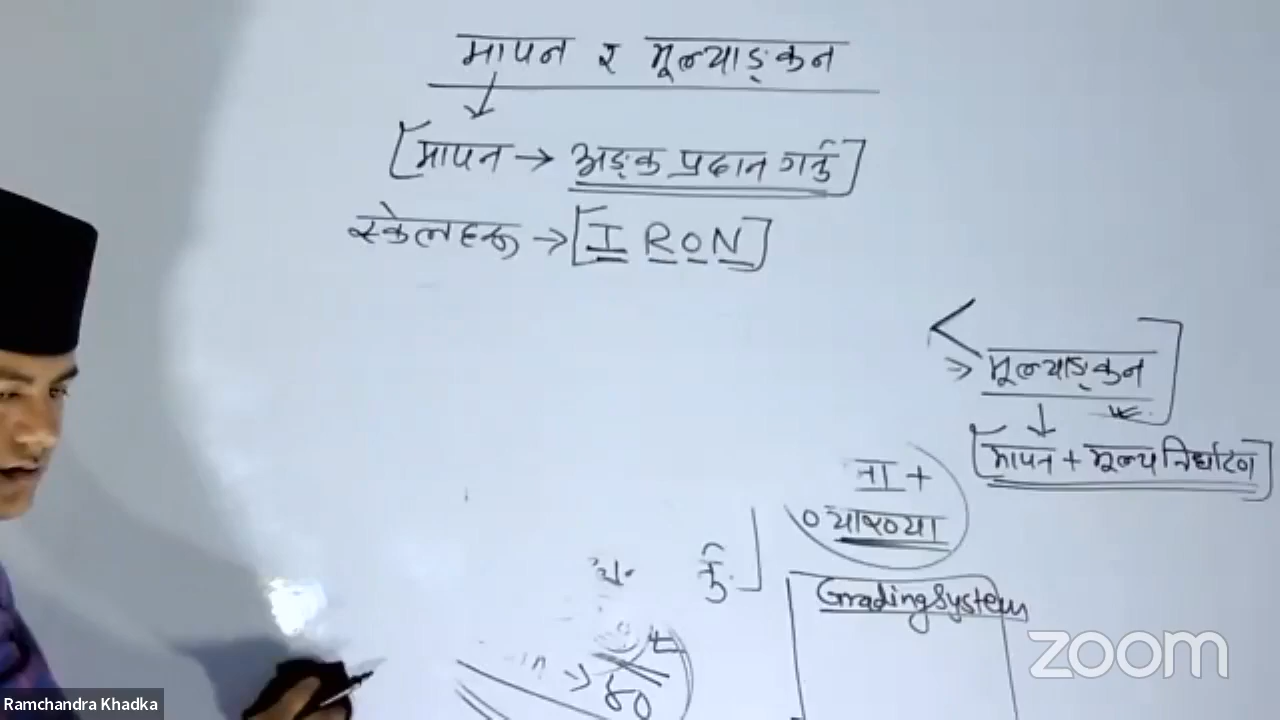 मापन र मूल्याङ्कन
मापन → अङ्क प्रदान गर्नु
स्केलहरू → [I R O N]
⇒ मूल्याङ्कन
मापन + मूल्य निर्धारण
ना +
व्याख्या
र्नु
Grading System
zoom
Ramchandra Khadka